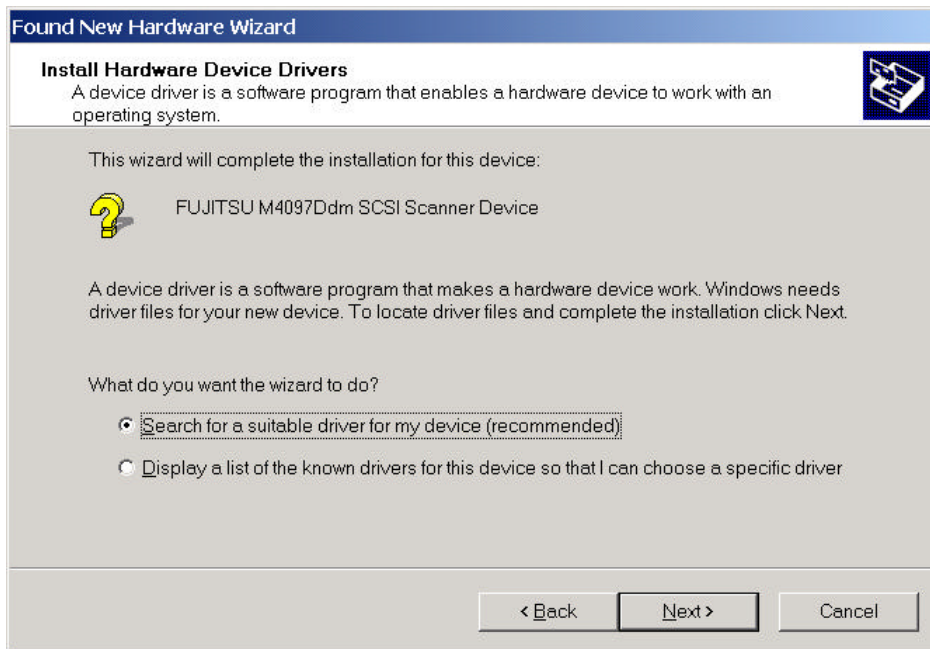 Found New Hardware Wizard
Install Hardware Device Drivers
A device driver is a software program that enables a hardware device to work with an
operating system.
This wizard will complete the installation for this device:
FUJITSU M4097Ddm SCSI Scanner Device
A device driver is a software program that makes a hardware device work. Windows needs
driver files for your new device. To locate driver files and complete the installation click Next.
What do you want the wizard to do?
Search for a suitable driver for my device (recommended)
Display a list of the known drivers for this device so that I can choose a specific driver
< Back Next > Cancel